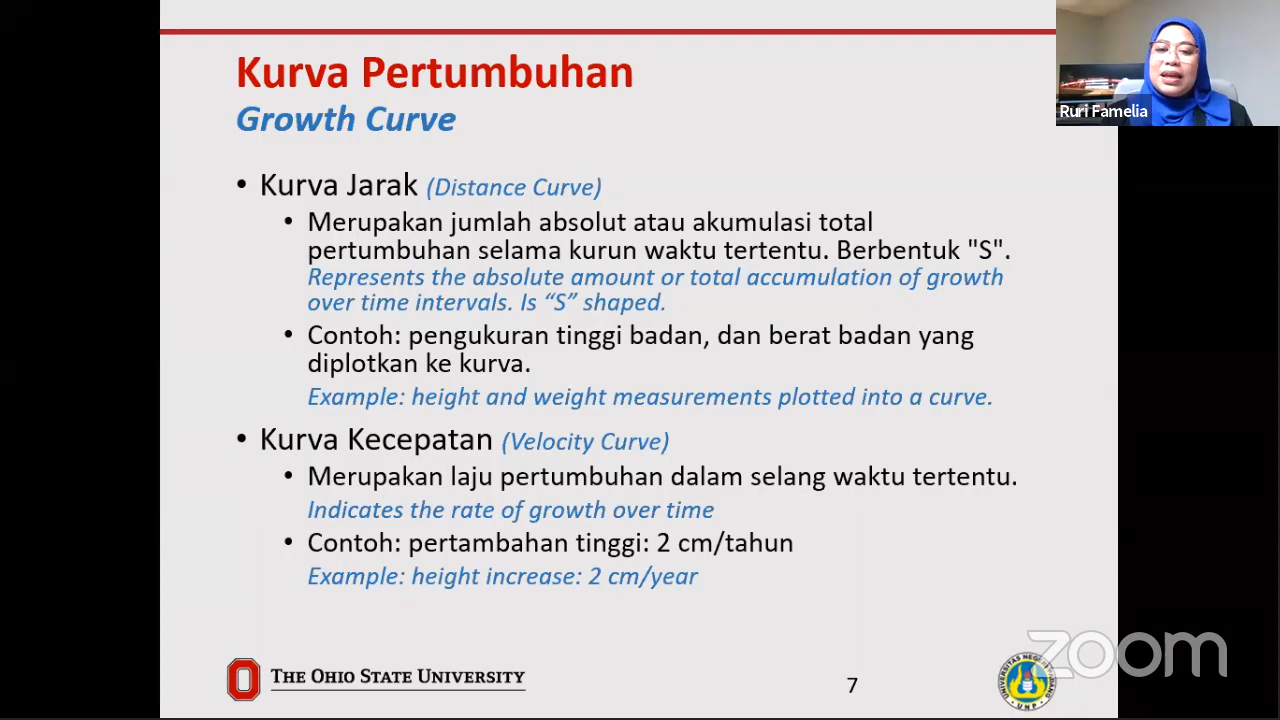 Kurva Pertumbuhan
Growth Curve
Ruri Famelia
• Kurva Jarak (Distance Curve)
• Merupakan jumlah absolut atau akumulasi total
pertumbuhan selama kurun waktu tertentu. Berbentuk "S".
Represents the absolute amount or total accumulation of growth
over time intervals. Is “S” shaped.
• Contoh: pengukuran tinggi badan, dan berat badan yang
diplotkan ke kurva.
Example: height and weight measurements plotted into a curve.
• Kurva Kecepatan (Velocity Curve)
• Merupakan laju pertumbuhan dalam selang waktu tertentu.
Indicates the rate of growth over time
• Contoh: pertambahan tinggi: 2 cm/tahun
Example: height increase: 2 cm/year
THE OHIO STATE UNIVERSITY
7
UNIVERSITAS NEGERI PADANG
U N P
zoom